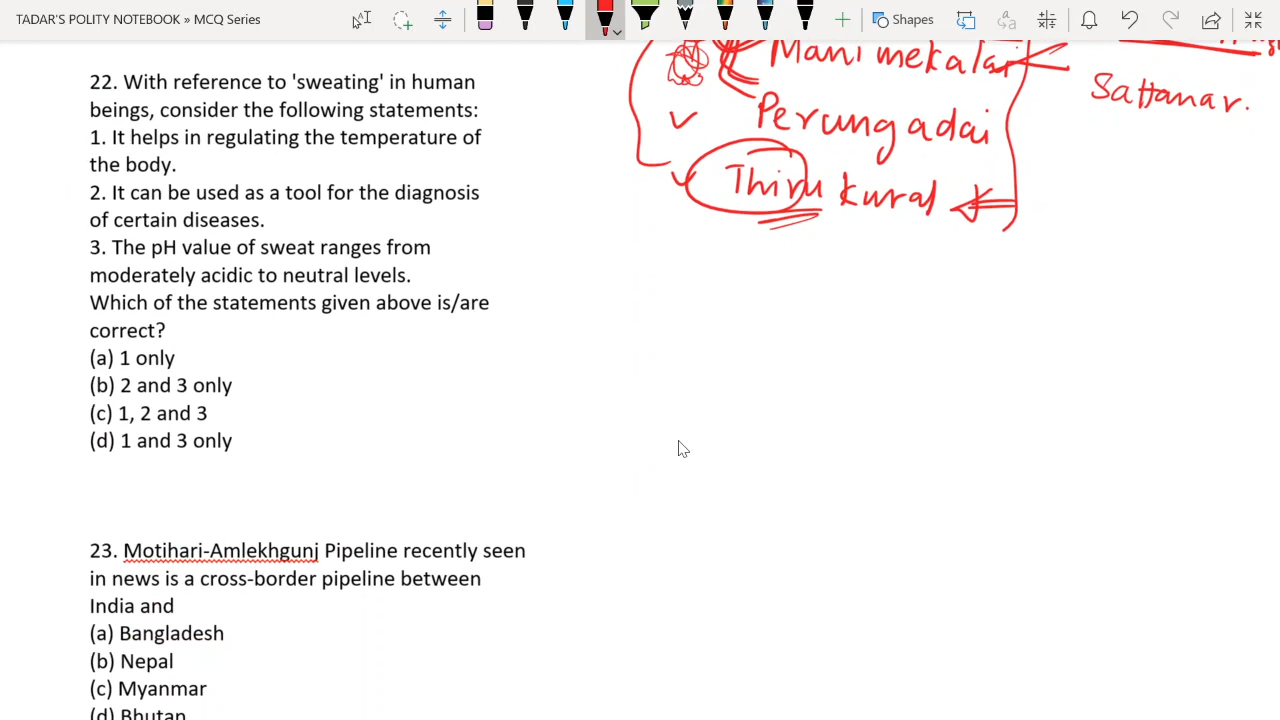 TADAR'S POLITY NOTEBOOK » MCQ Series
Shapes
22. With reference to 'sweating' in human
beings, consider the following statements:
1. It helps in regulating the temperature of
the body.
2. It can be used as a tool for the diagnosis
of certain diseases.
3. The pH value of sweat ranges from
moderately acidic to neutral levels.
Which of the statements given above is/are
correct?
(a) 1 only
(b) 2 and 3 only
(c) 1, 2 and 3
(d) 1 and 3 only
23. Motihari-Amlekhgunj Pipeline recently seen
in news is a cross-border pipeline between
India and
(a) Bangladesh
(b) Nepal
(c) Myanmar
(d) Bhutan
Manimekalai
Sattanar.
Perungadai
Thirukural